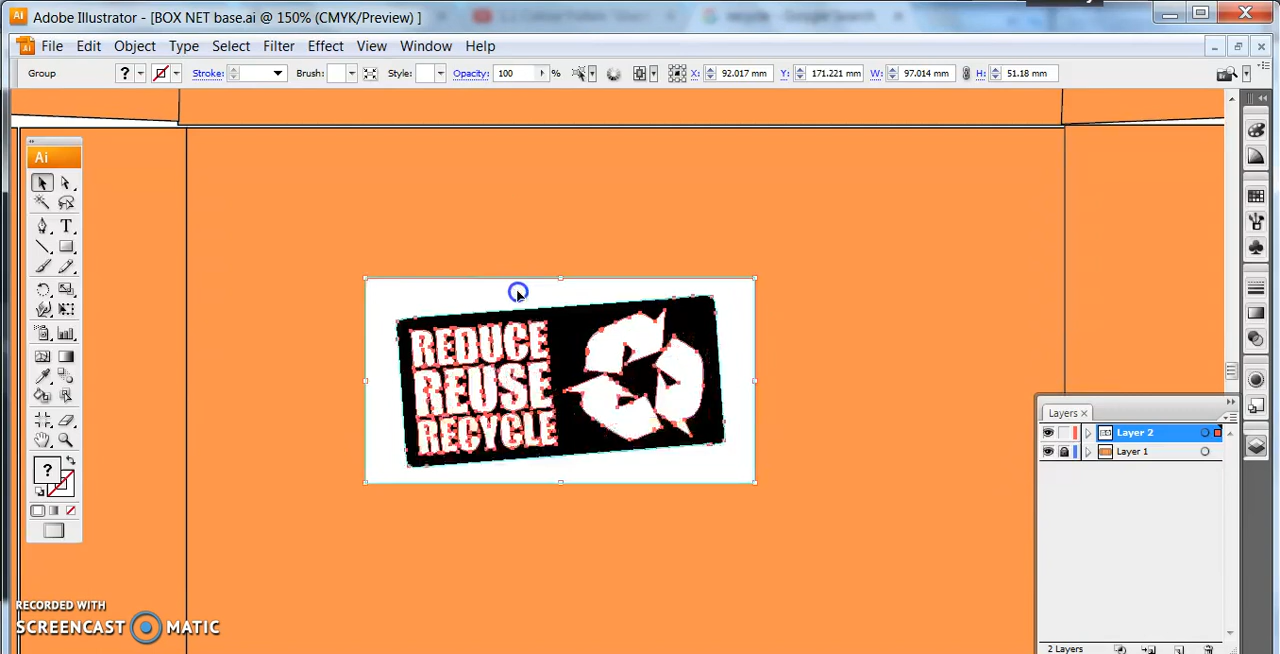 Adobe Illustrator - [BOX NET base.ai @ 150% (CMYK/Preview) ]
File Edit Object Type Select Filter Effect View Window Help
Group ? Stroke: Brush: Style: Opacity: 100 % X: 92.017 mm Y: 171.221 mm W: 97.014 mm H: 51.18 mm
Ai
REDUCE
REUSE
RECYCLE
Layers ×
Layer 2
Layer 1
?
T
RECORDED WITH
SCREENCAST MATIC
2 Layers